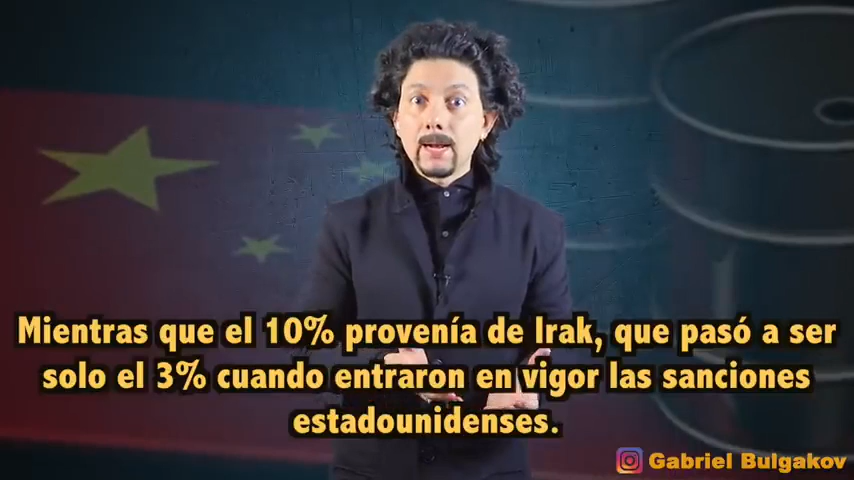 Mientras que el 10% provenía de Irak, que pasó a ser
solo el 3% cuando entraron en vigor las sanciones
estadounidenses.
Gabriel Bulgakov